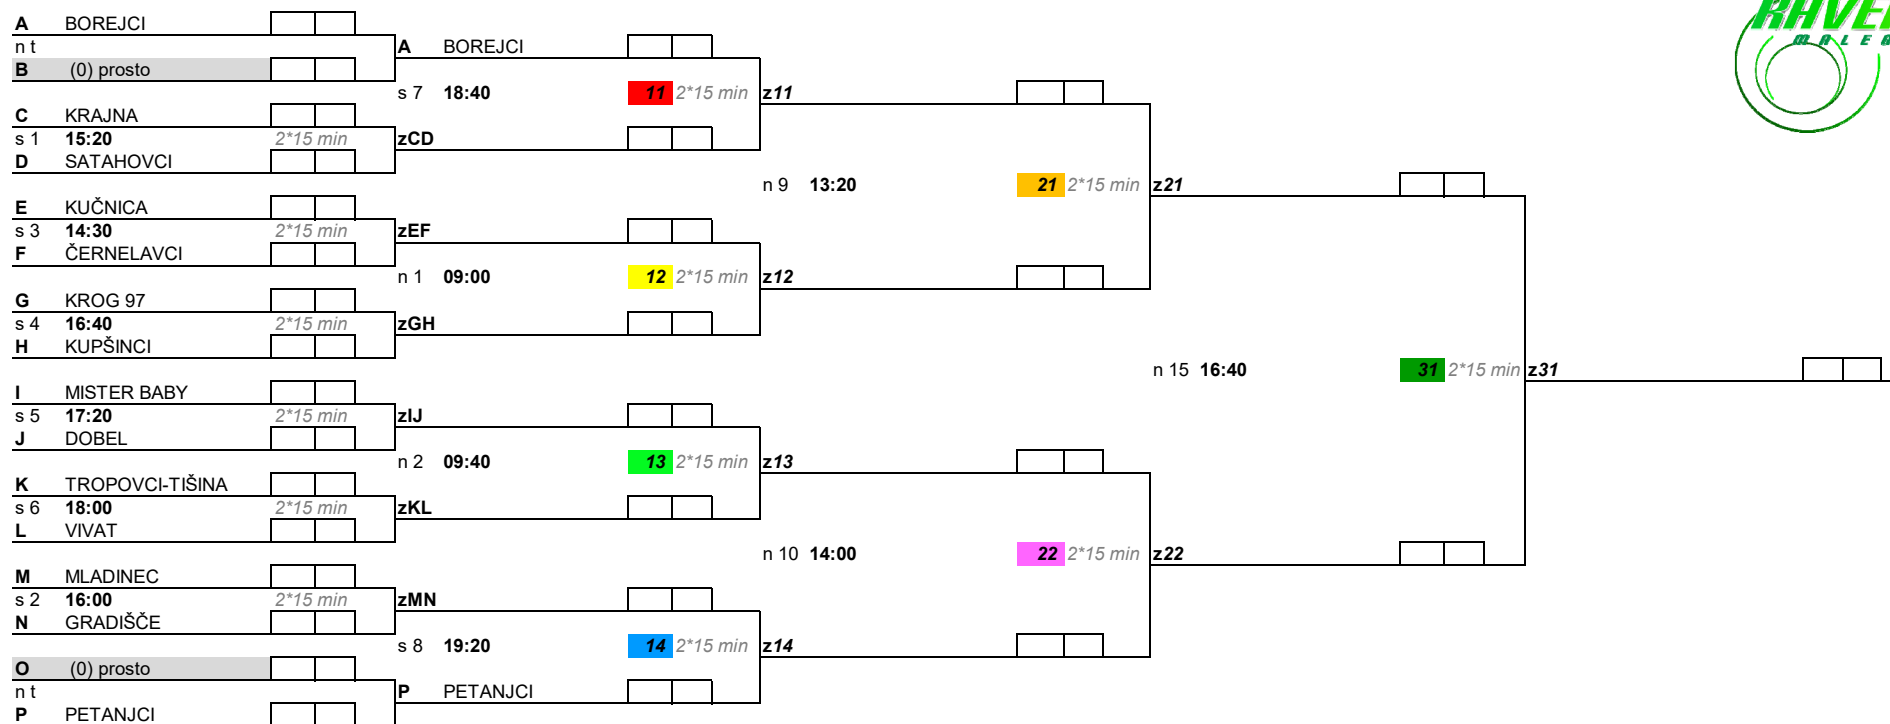 A BOREJCI
n t
B (0) prosto
A BOREJCI
s 7 18:40 11 2*15 min z11
C KRAJNA
s 1 15:20 2*15 min zCD
D SATAHOVCI
n 9 13:20 21 2*15 min z21
E KUČNICA
s 3 14:30 2*15 min zEF
F ČERNELAVCI
n 1 09:00 12 2*15 min z12
G KROG 97
s 4 16:40 2*15 min zGH
H KUPŠINCI
n 15 16:40 31 2*15 min z31
I MISTER BABY
s 5 17:20 2*15 min zIJ
J DOBEL
n 2 09:40 13 2*15 min z13
K TROPOVCI-TIŠINA
s 6 18:00 2*15 min zKL
L VIVAT
n 10 14:00 22 2*15 min z22
M MLADINEC
s 2 16:00 2*15 min zMN
N GRADIŠČE
s 8 19:20 14 2*15 min z14
O (0) prosto
n t
P PETANJCI
P PETANJCI